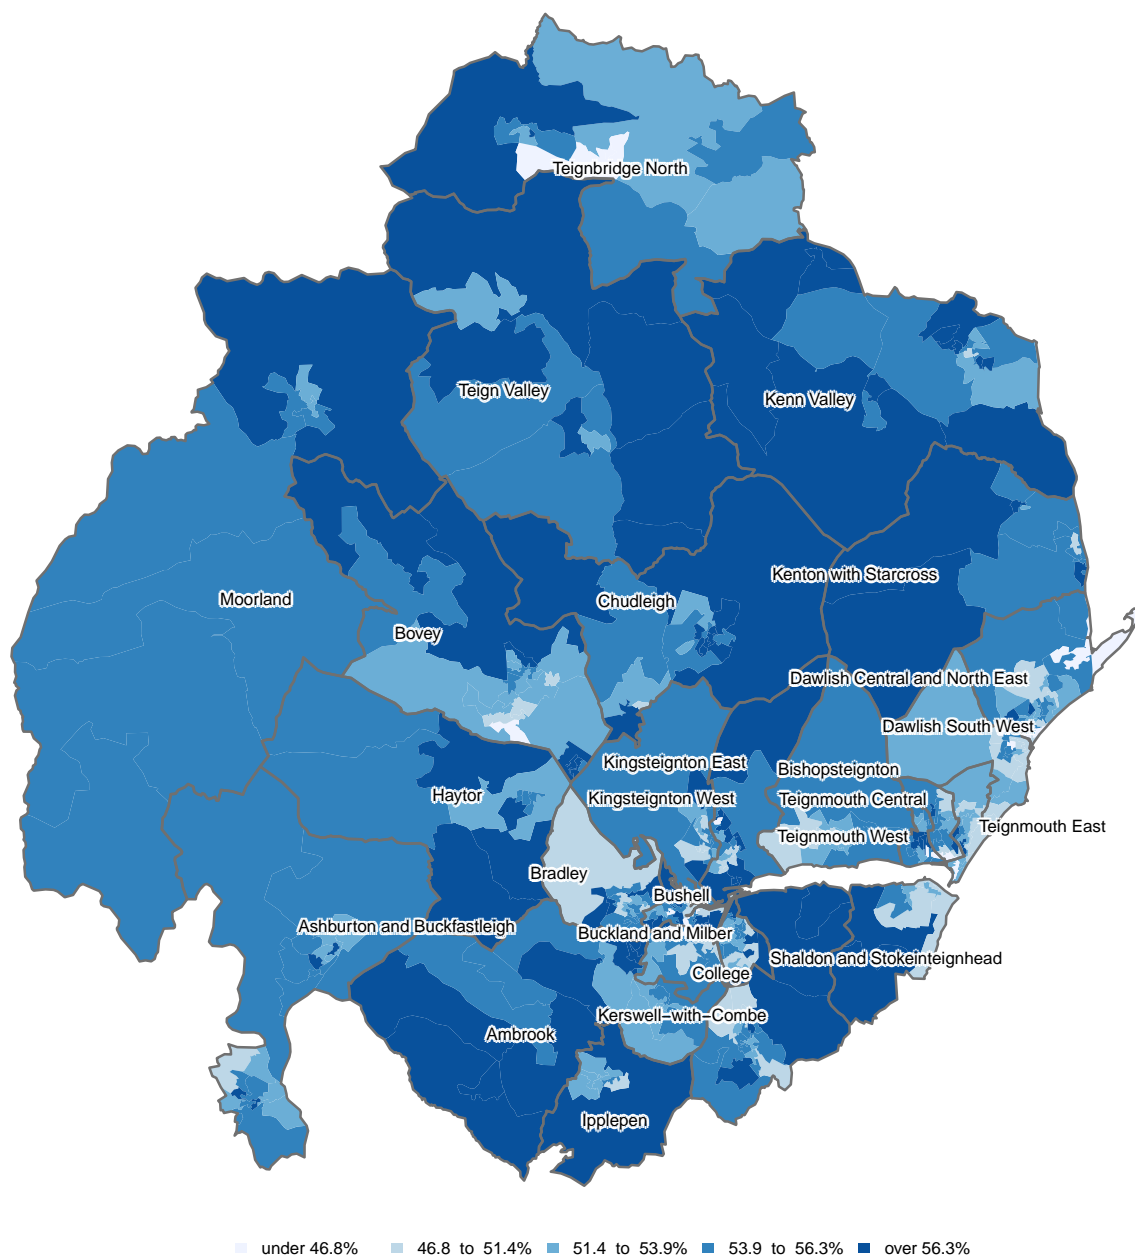 Teignbridge North
Teign Valley
Kenn Valley
Kenton with Starcross
Moorland
Chudleigh
Bovey
Dawlish Central and North East
Dawlish South West
Kingsteignton East
Bishopsteignton
Haytor
Kingsteignton West
Teignmouth Central
Teignmouth East
Teignmouth West
Bradley
Bushell
Ashburton and Buckfastleigh
Buckland and Milber
Shaldon and Stokeinteignhead
College
Kerswell−with−Combe
Ambrook
Ipplepen
under 46.8% 46.8 to 51.4% 51.4 to 53.9% 53.9 to 56.3% over 56.3%